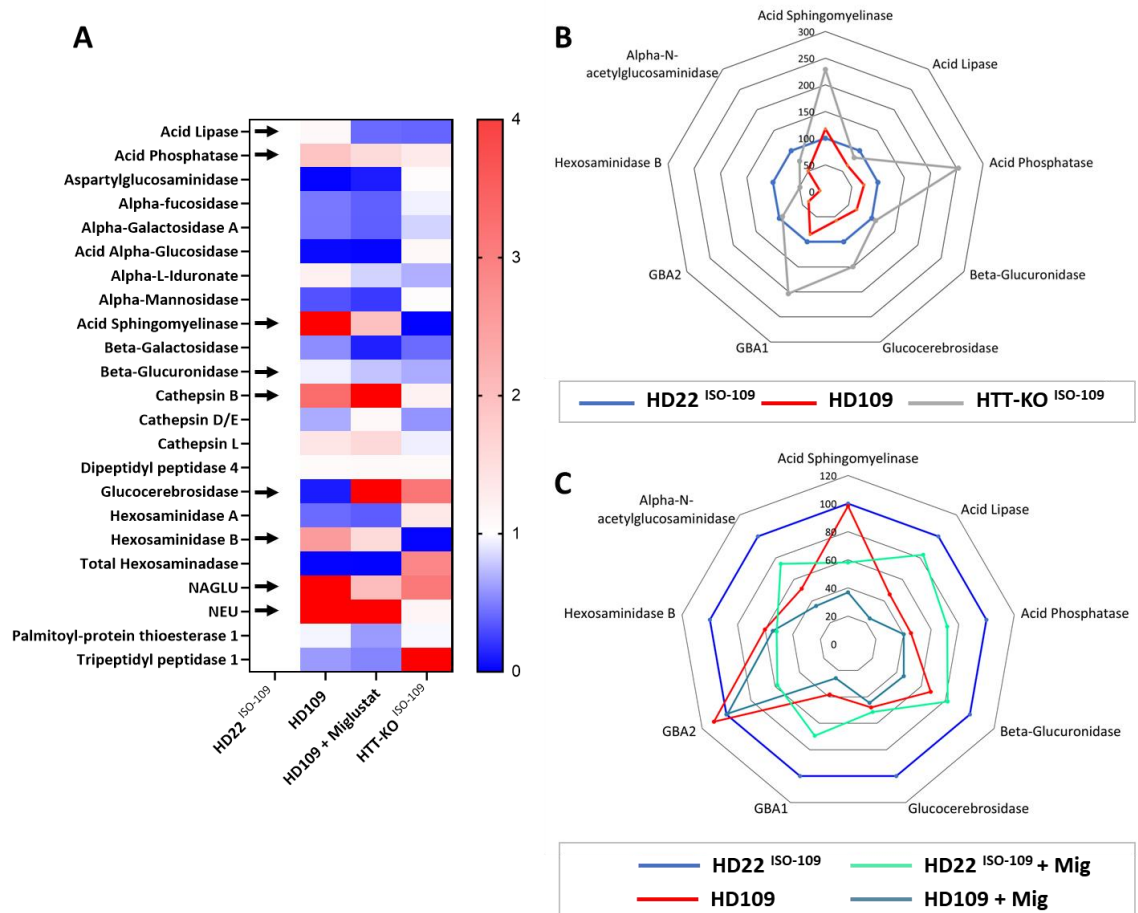 A
Acid Lipase
Acid Phosphatase
Aspartylglucosaminidase
Alpha-fucosidase
Alpha-Galactosidase A
Acid Alpha-Glucosidase
Alpha-L-Iduronate
Alpha-Mannosidase
Acid Sphingomyelinase
Beta-Galactosidase
Beta-Glucuronidase
Cathepsin B
Cathepsin D/E
Cathepsin L
Dipeptidyl peptidase 4
Glucocerebrosidase
Hexosaminidase A
Hexosaminidase B
Total Hexosaminadase
NAGLU
NEU
Palmitoyl-protein thioesterase 1
Tripeptidyl peptidase 1
HD22 ISO-109
HD109
HD109 + Miglustat
HTT-KO ISO-109
4
3
2
1
0
B
Acid Sphingomyelinase
Acid Lipase
Acid Phosphatase
Beta-Glucuronidase
Glucocerebrosidase
GBA1
GBA2
Hexosaminidase B
Alpha-N-
acetylglucosaminidase
300
250
200
150
100
50
0
HD22 ISO-109
HD109
HTT-KO ISO-109
C
Acid Sphingomyelinase
Acid Lipase
Acid Phosphatase
Beta-Glucuronidase
Glucocerebrosidase
GBA1
GBA2
Hexosaminidase B
Alpha-N-
acetylglucosaminidase
120
100
80
60
40
20
0
HD22 ISO-109
HD22 ISO-109 + Mig
HD109
HD109 + Mig